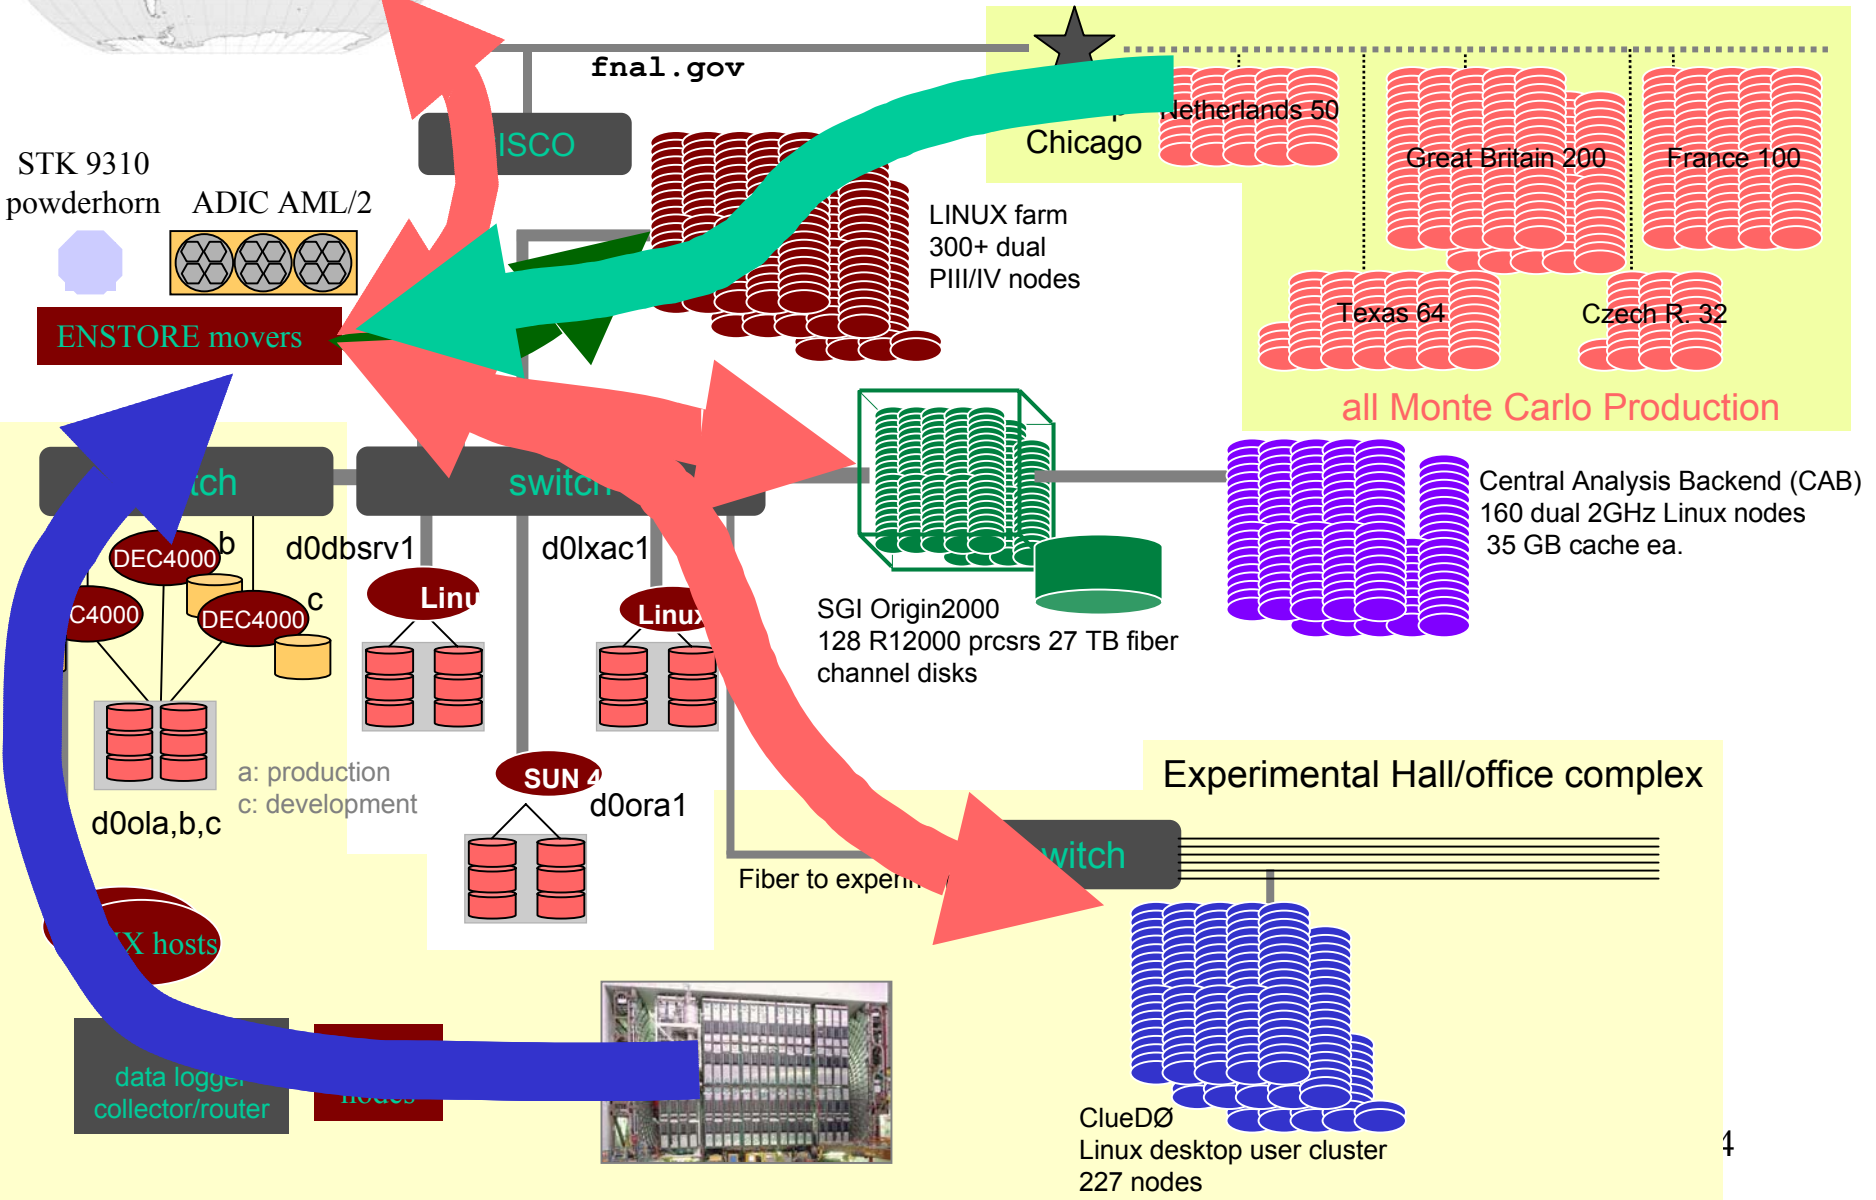 fnal.gov
ISCO
Chicago
Netherlands 50
Great Britain 200
France 100
STK 9310
powderhorn
ADIC AML/2
LINUX farm
300+ dual
PIII/IV nodes
ENSTORE movers
Texas 64
Czech R. 32
all Monte Carlo Production
tch
switch
Central Analysis Backend (CAB)
160 dual 2GHz Linux nodes
35 GB cache ea.
b
DEC4000
d0dbsrv1
d0lxac1
C4000
DEC4000
c
Linu
Linux
SGI Origin2000
128 R12000 prcsrs 27 TB fiber
channel disks
a: production
c: development
d0ola,b,c
SUN 4
d0ora1
Experimental Hall/office complex
witch
Fiber to experim
IX hosts
data logger
collector/router
nodes
ClueDØ
Linux desktop user cluster
227 nodes
4